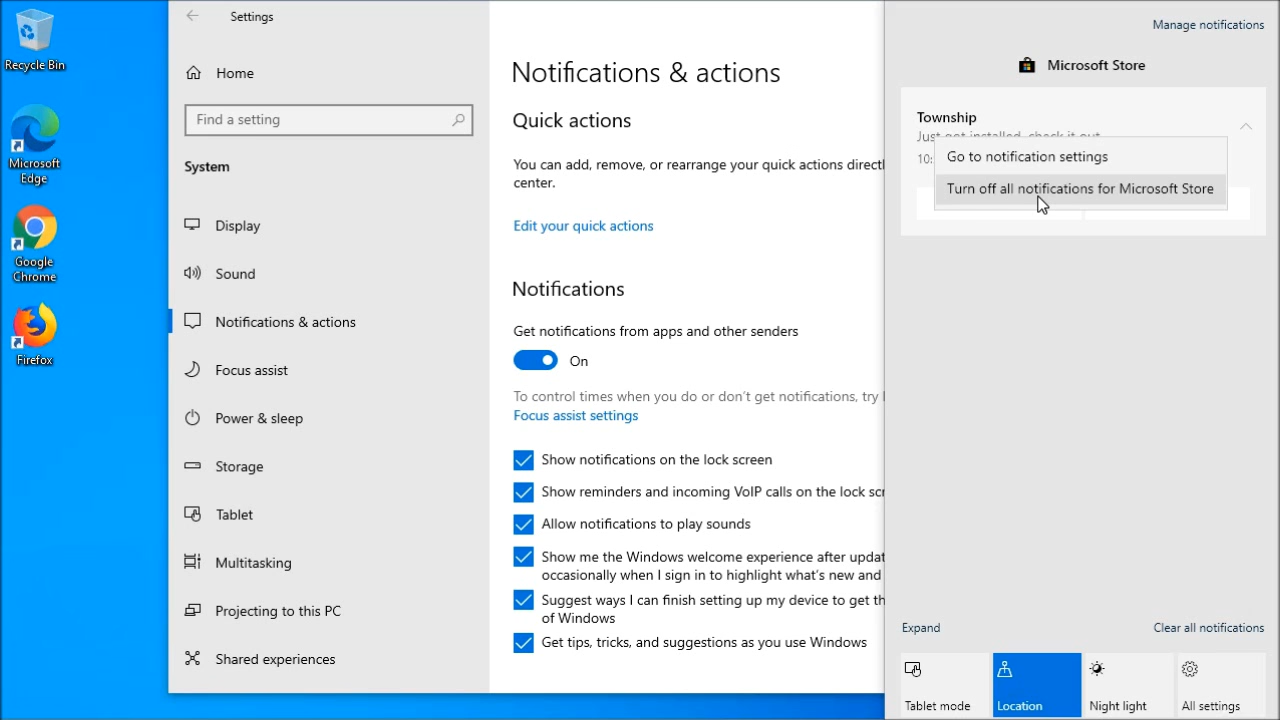 Recycle Bin
Microsoft
Edge
Google
Chrome
Firefox
Settings
Home
Find a setting
System
Display
Sound
Notifications & actions
Focus assist
Power & sleep
Storage
Tablet
Multitasking
Projecting to this PC
Shared experiences
Notifications & actions
Quick actions
You can add, remove, or rearrange your quick actions directl
center.
Edit your quick actions
Notifications
Get notifications from apps and other senders
On
To control times when you do or don't get notifications, try
Focus assist settings
Show notifications on the lock screen
Show reminders and incoming VoIP calls on the lock scr
Allow notifications to play sounds
Show me the Windows welcome experience after updat
occasionally when I sign in to highlight what's new and
Suggest ways I can finish setting up my device to get th
of Windows
Get tips, tricks, and suggestions as you use Windows
Manage notifications
Microsoft Store
Township
Just got installed, check it out
10:
Go to notification settings
Turn off all notifications for Microsoft Store
Expand
Clear all notifications
Tablet mode
Location
Night light
All settings